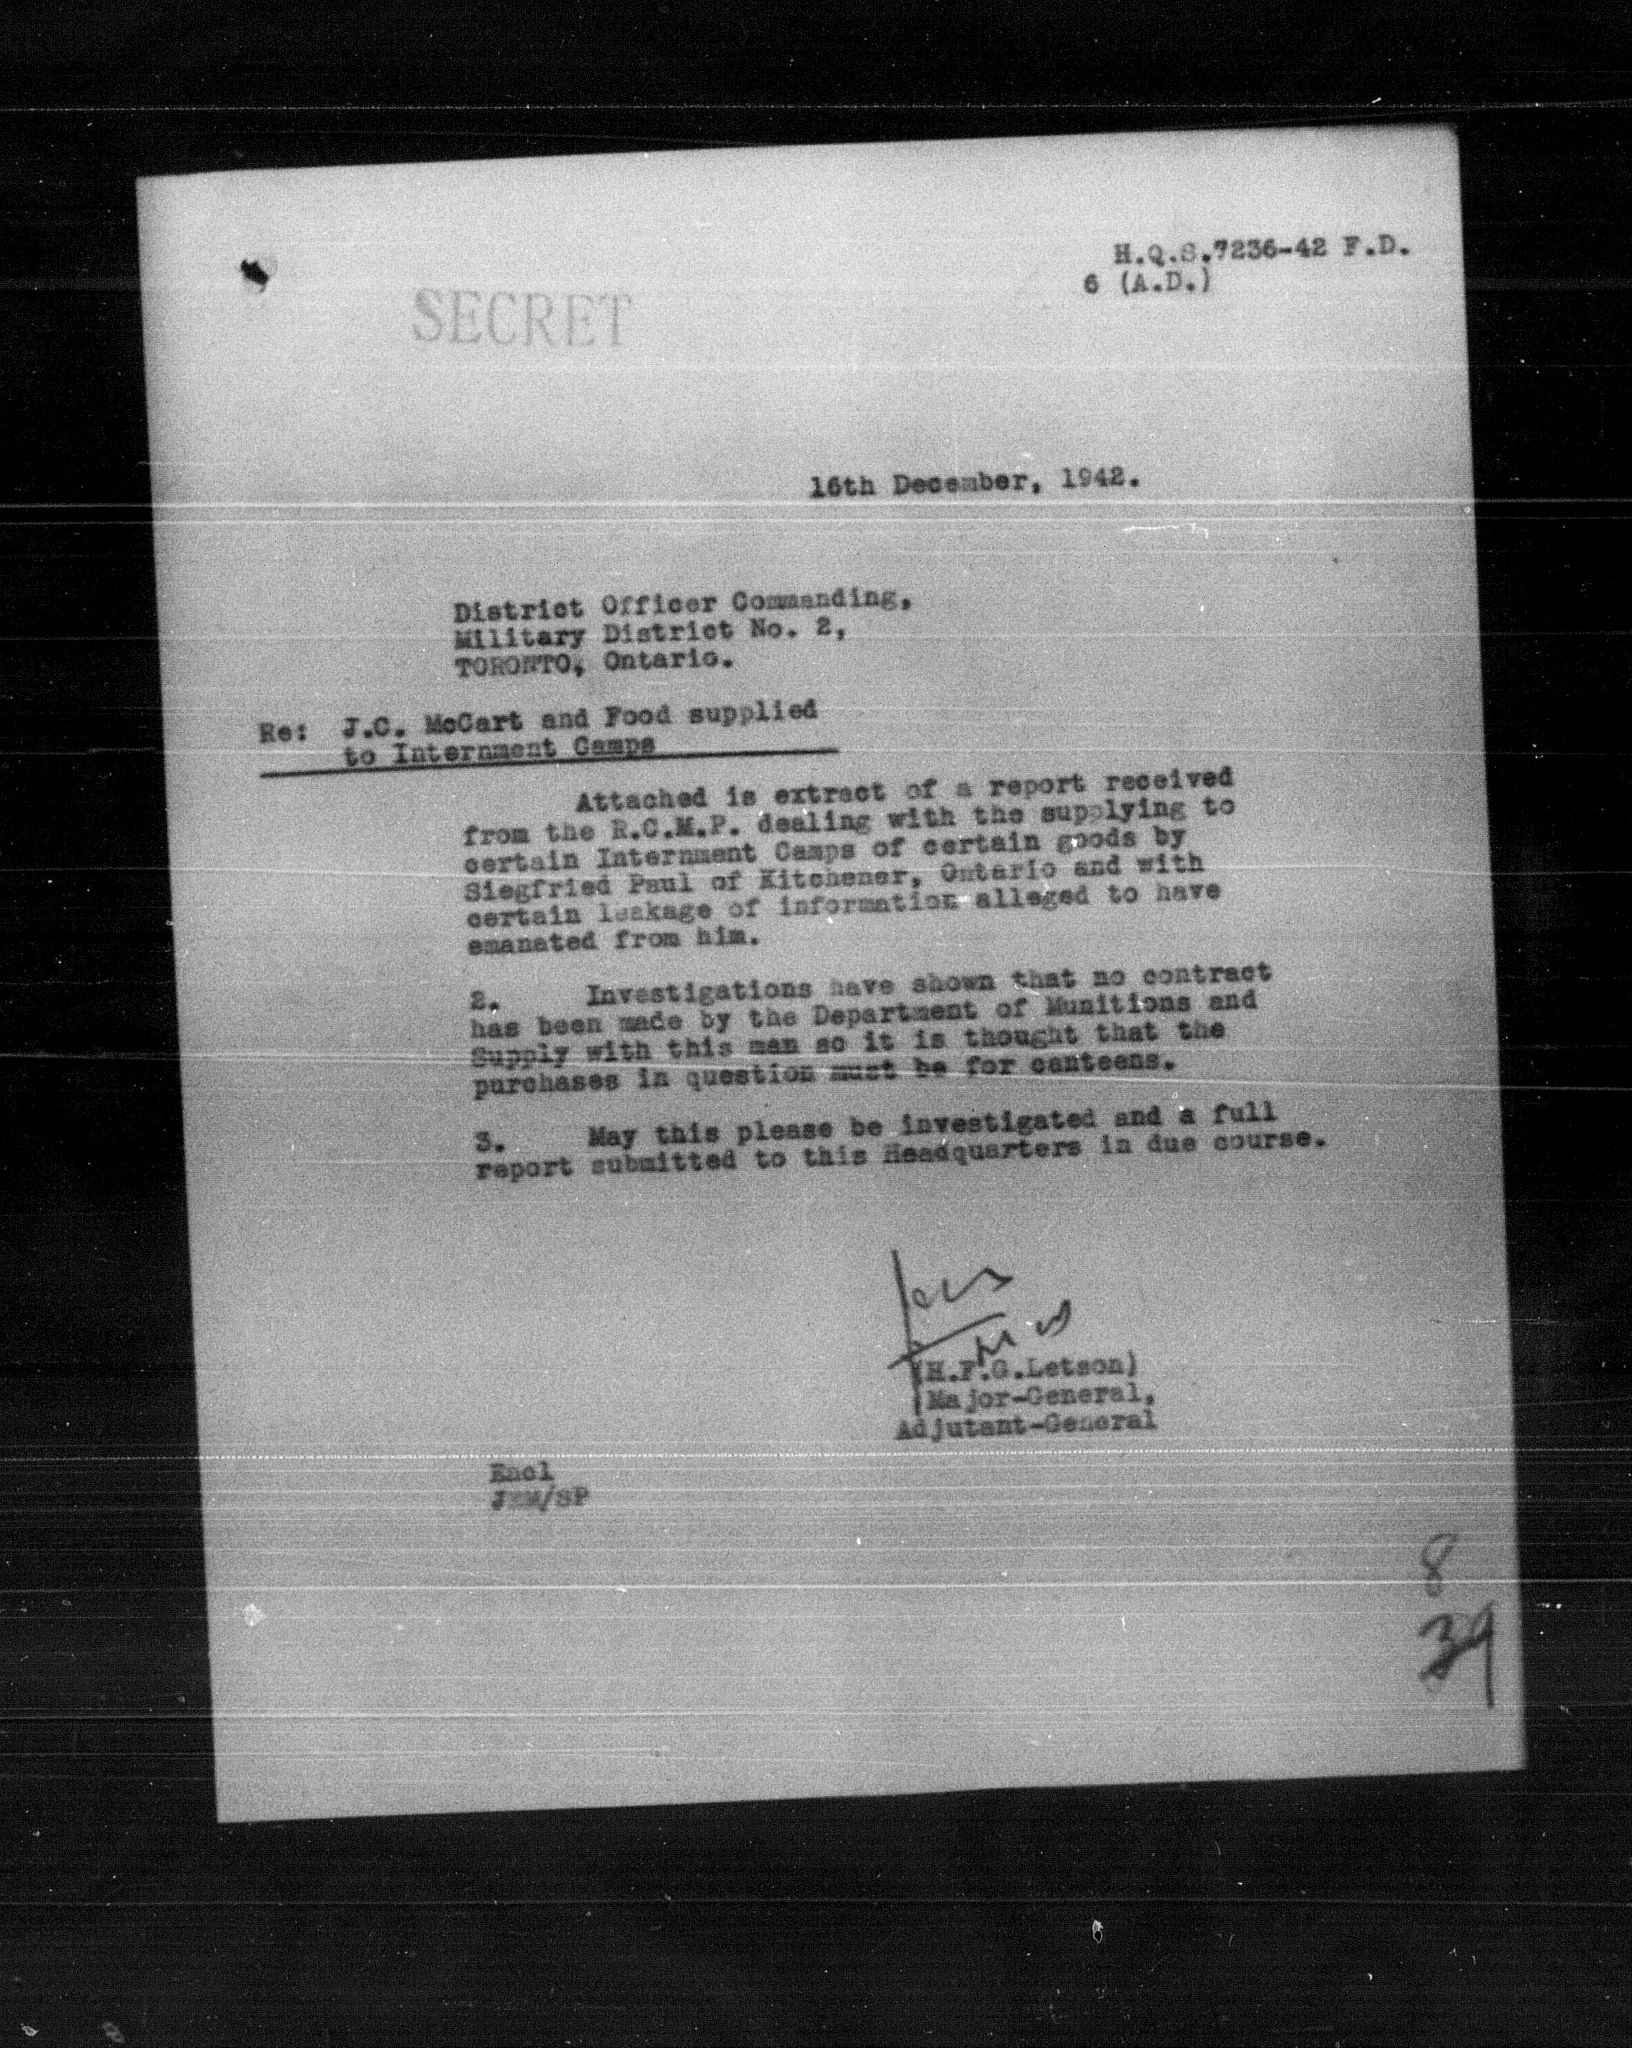 H.Q.S.7236-42 F.D.
6 (A.D.)
SECRET
16th December, 1942.
District Officer Commanding,
Military District No. 2,
TORONTO, Ontario.
Re: J.C. McCart and Food supplied
to Internment Camps
Attached is extract of a report received
from the R.C.M.P. dealing with the supplying to
certain Internment Camps of certain goods by
Siegfried Paul of Kitchener, Ontario and with
certain leakage of information alleged to have
emanated from him.
2. Investigations have shown that no contract
has been made by the Department of Munitions and
Supply with this man so it is thought that the
purchases in question must be for canteens.
3. May this please be investigated and a full
report submitted to this Headquarters in due course.
(H.F.G.Letson)
Major-General,
Adjutant-General
Encl
JEM/SP
8
39